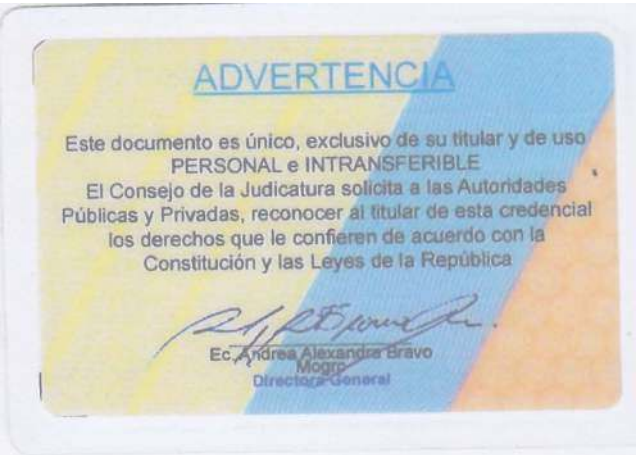 ADVERTENCIA
Este documento es único, exclusivo de su titular y de uso
PERSONAL e INTRANSFERIBLE
El Consejo de la Judicatura solicita a las Autoridades
Públicas y Privadas, reconocer al titular de esta credencial
los derechos que le confieren de acuerdo con la
Constitución y las Leyes de la República
Ec. Andrea Alexandra Bravo
Mogro
Directora General